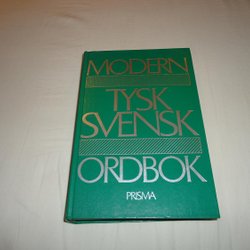 MODERN
TYSK
SVENSK
ORDBOK
PRISMA